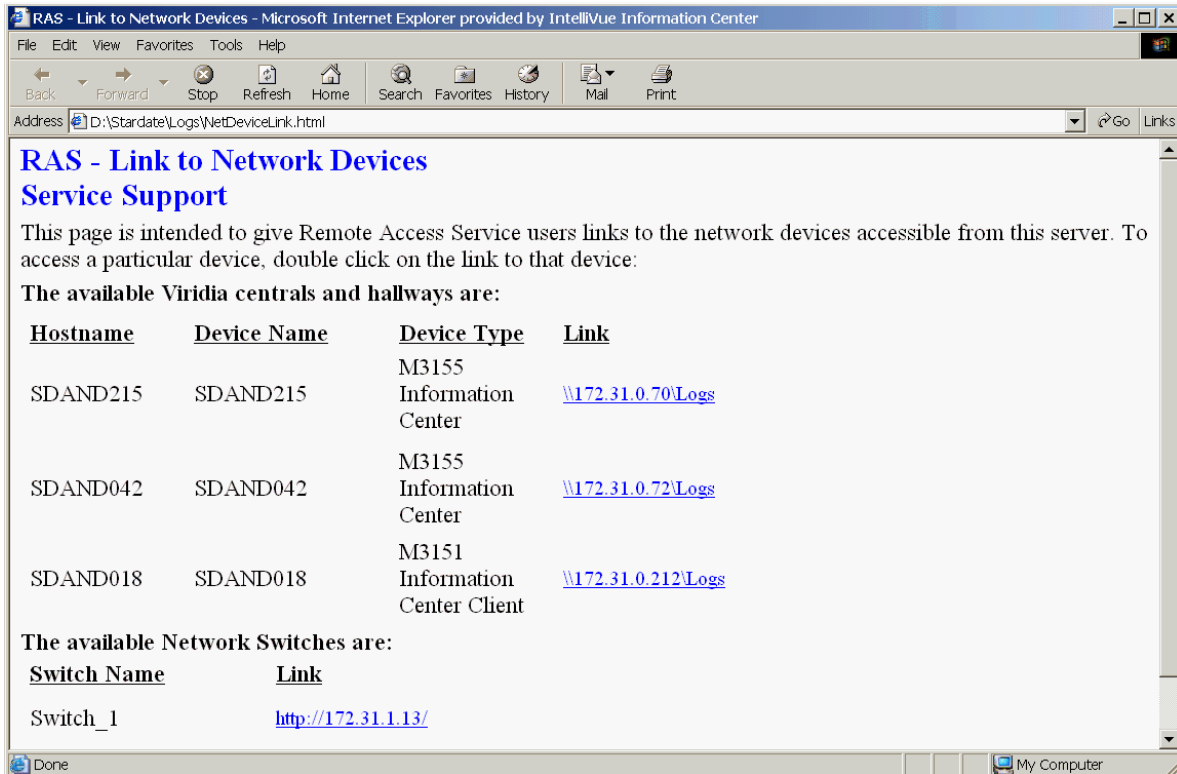 RAS - Link to Network Devices - Microsoft Internet Explorer provided by IntelliVue Information Center
File Edit View Favorites Tools Help
Back Forward Stop Refresh Home Search Favorites History Mail Print
Address D:\Stardate\Logs\NetDeviceLink.html Go Links
RAS - Link to Network Devices
Service Support
This page is intended to give Remote Access Service users links to the network devices accessible from this server. To
access a particular device, double click on the link to that device:
The available Viridia centrals and hallways are:
Hostname Device Name Device Type Link
M3155
SDAND215 SDAND215 Information \\172.31.0.70\Logs
Center
M3155
SDAND042 SDAND042 Information \\172.31.0.72\Logs
Center
M3151
SDAND018 SDAND018 Information \\172.31.0.212\Logs
Center Client
The available Network Switches are:
Switch Name Link
Switch_1 http://172.31.1.13/
Done My Computer